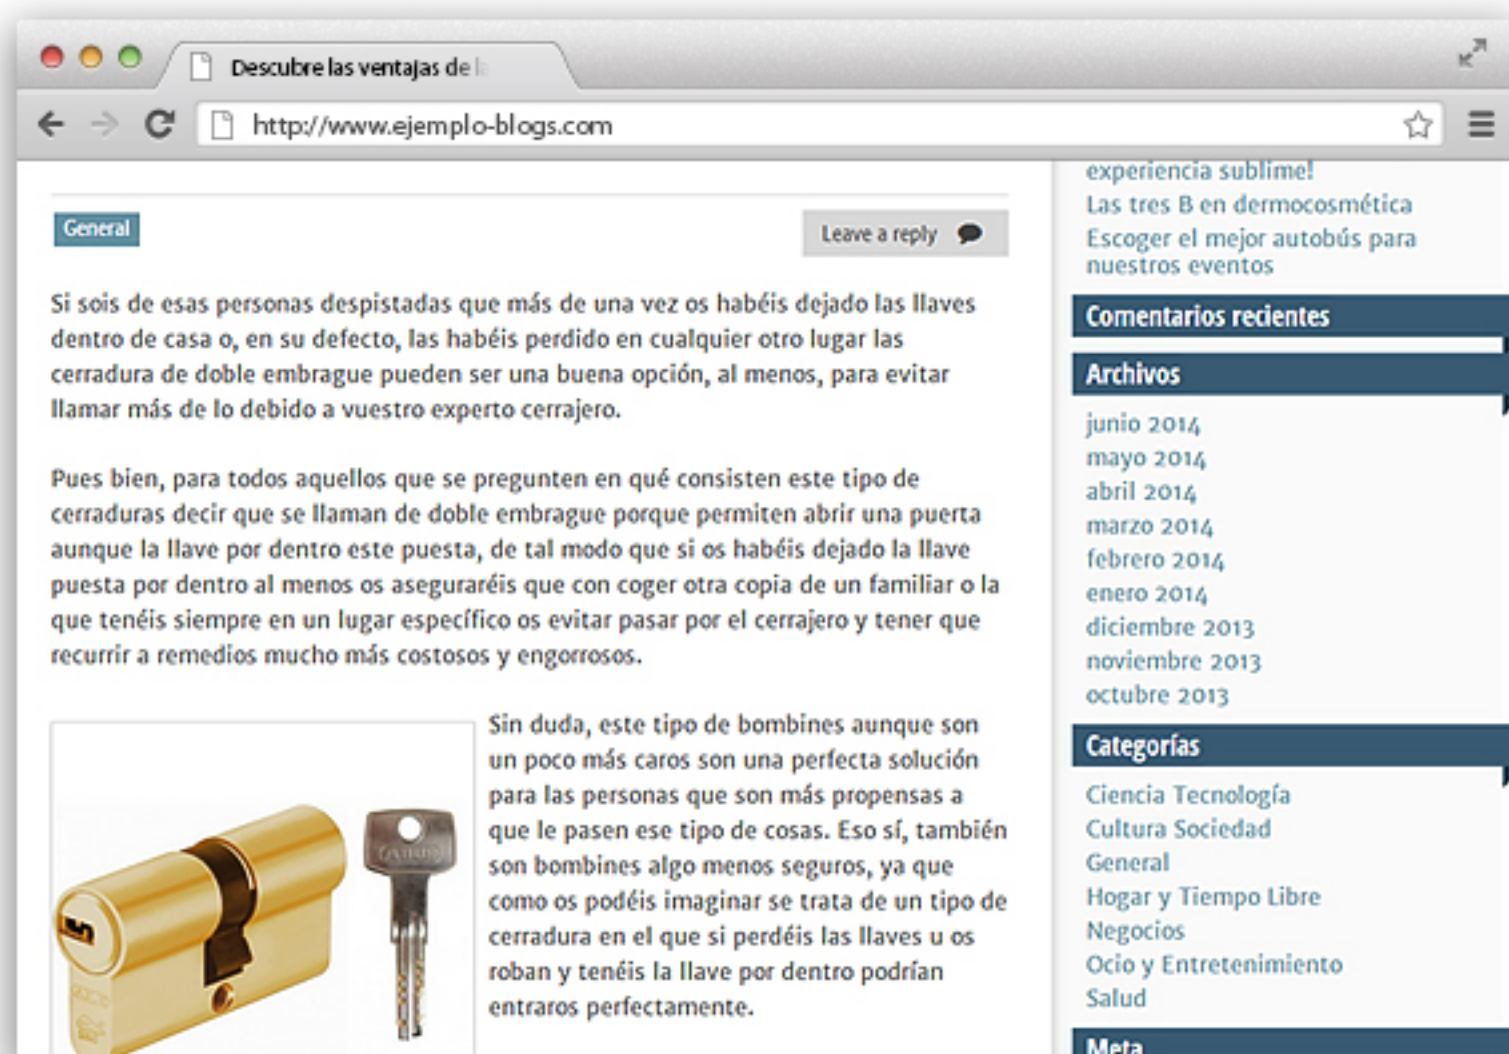 Descubre las ventajas de la
http://www.ejemplo-blogs.com
General
Leave a reply
Si sois de esas personas despistadas que más de una vez os habéis dejado las llaves
dentro de casa o, en su defecto, las habéis perdido en cualquier otro lugar las
cerradura de doble embrague pueden ser una buena opción, al menos, para evitar
llamar más de lo debido a vuestro experto cerrajero.
Pues bien, para todos aquellos que se pregunten en qué consisten este tipo de
cerraduras decir que se llaman de doble embrague porque permiten abrir una puerta
aunque la llave por dentro este puesta, de tal modo que si os habéis dejado la llave
puesta por dentro al menos os aseguraréis que con coger otra copia de un familiar o la
que tenéis siempre en un lugar específico os evitar pasar por el cerrajero y tener que
recurrir a remedios mucho más costosos y engorrosos.
Sin duda, este tipo de bombines aunque son
un poco más caros son una perfecta solución
para las personas que son más propensas a
que le pasen ese tipo de cosas. Eso sí, también
son bombines algo menos seguros, ya que
como os podéis imaginar se trata de un tipo de
cerradura en el que si perdéis las llaves u os
roban y tenéis la llave por dentro podrían
entraros perfectamente.
experiencia sublime!
Las tres B en dermocosmética
Escoger el mejor autobús para
nuestros eventos
Comentarios recientes
Archivos
junio 2014
mayo 2014
abril 2014
marzo 2014
febrero 2014
enero 2014
diciembre 2013
noviembre 2013
octubre 2013
Categorías
Ciencia Tecnología
Cultura Sociedad
General
Hogar y Tiempo Libre
Negocios
Ocio y Entretenimiento
Salud
Meta